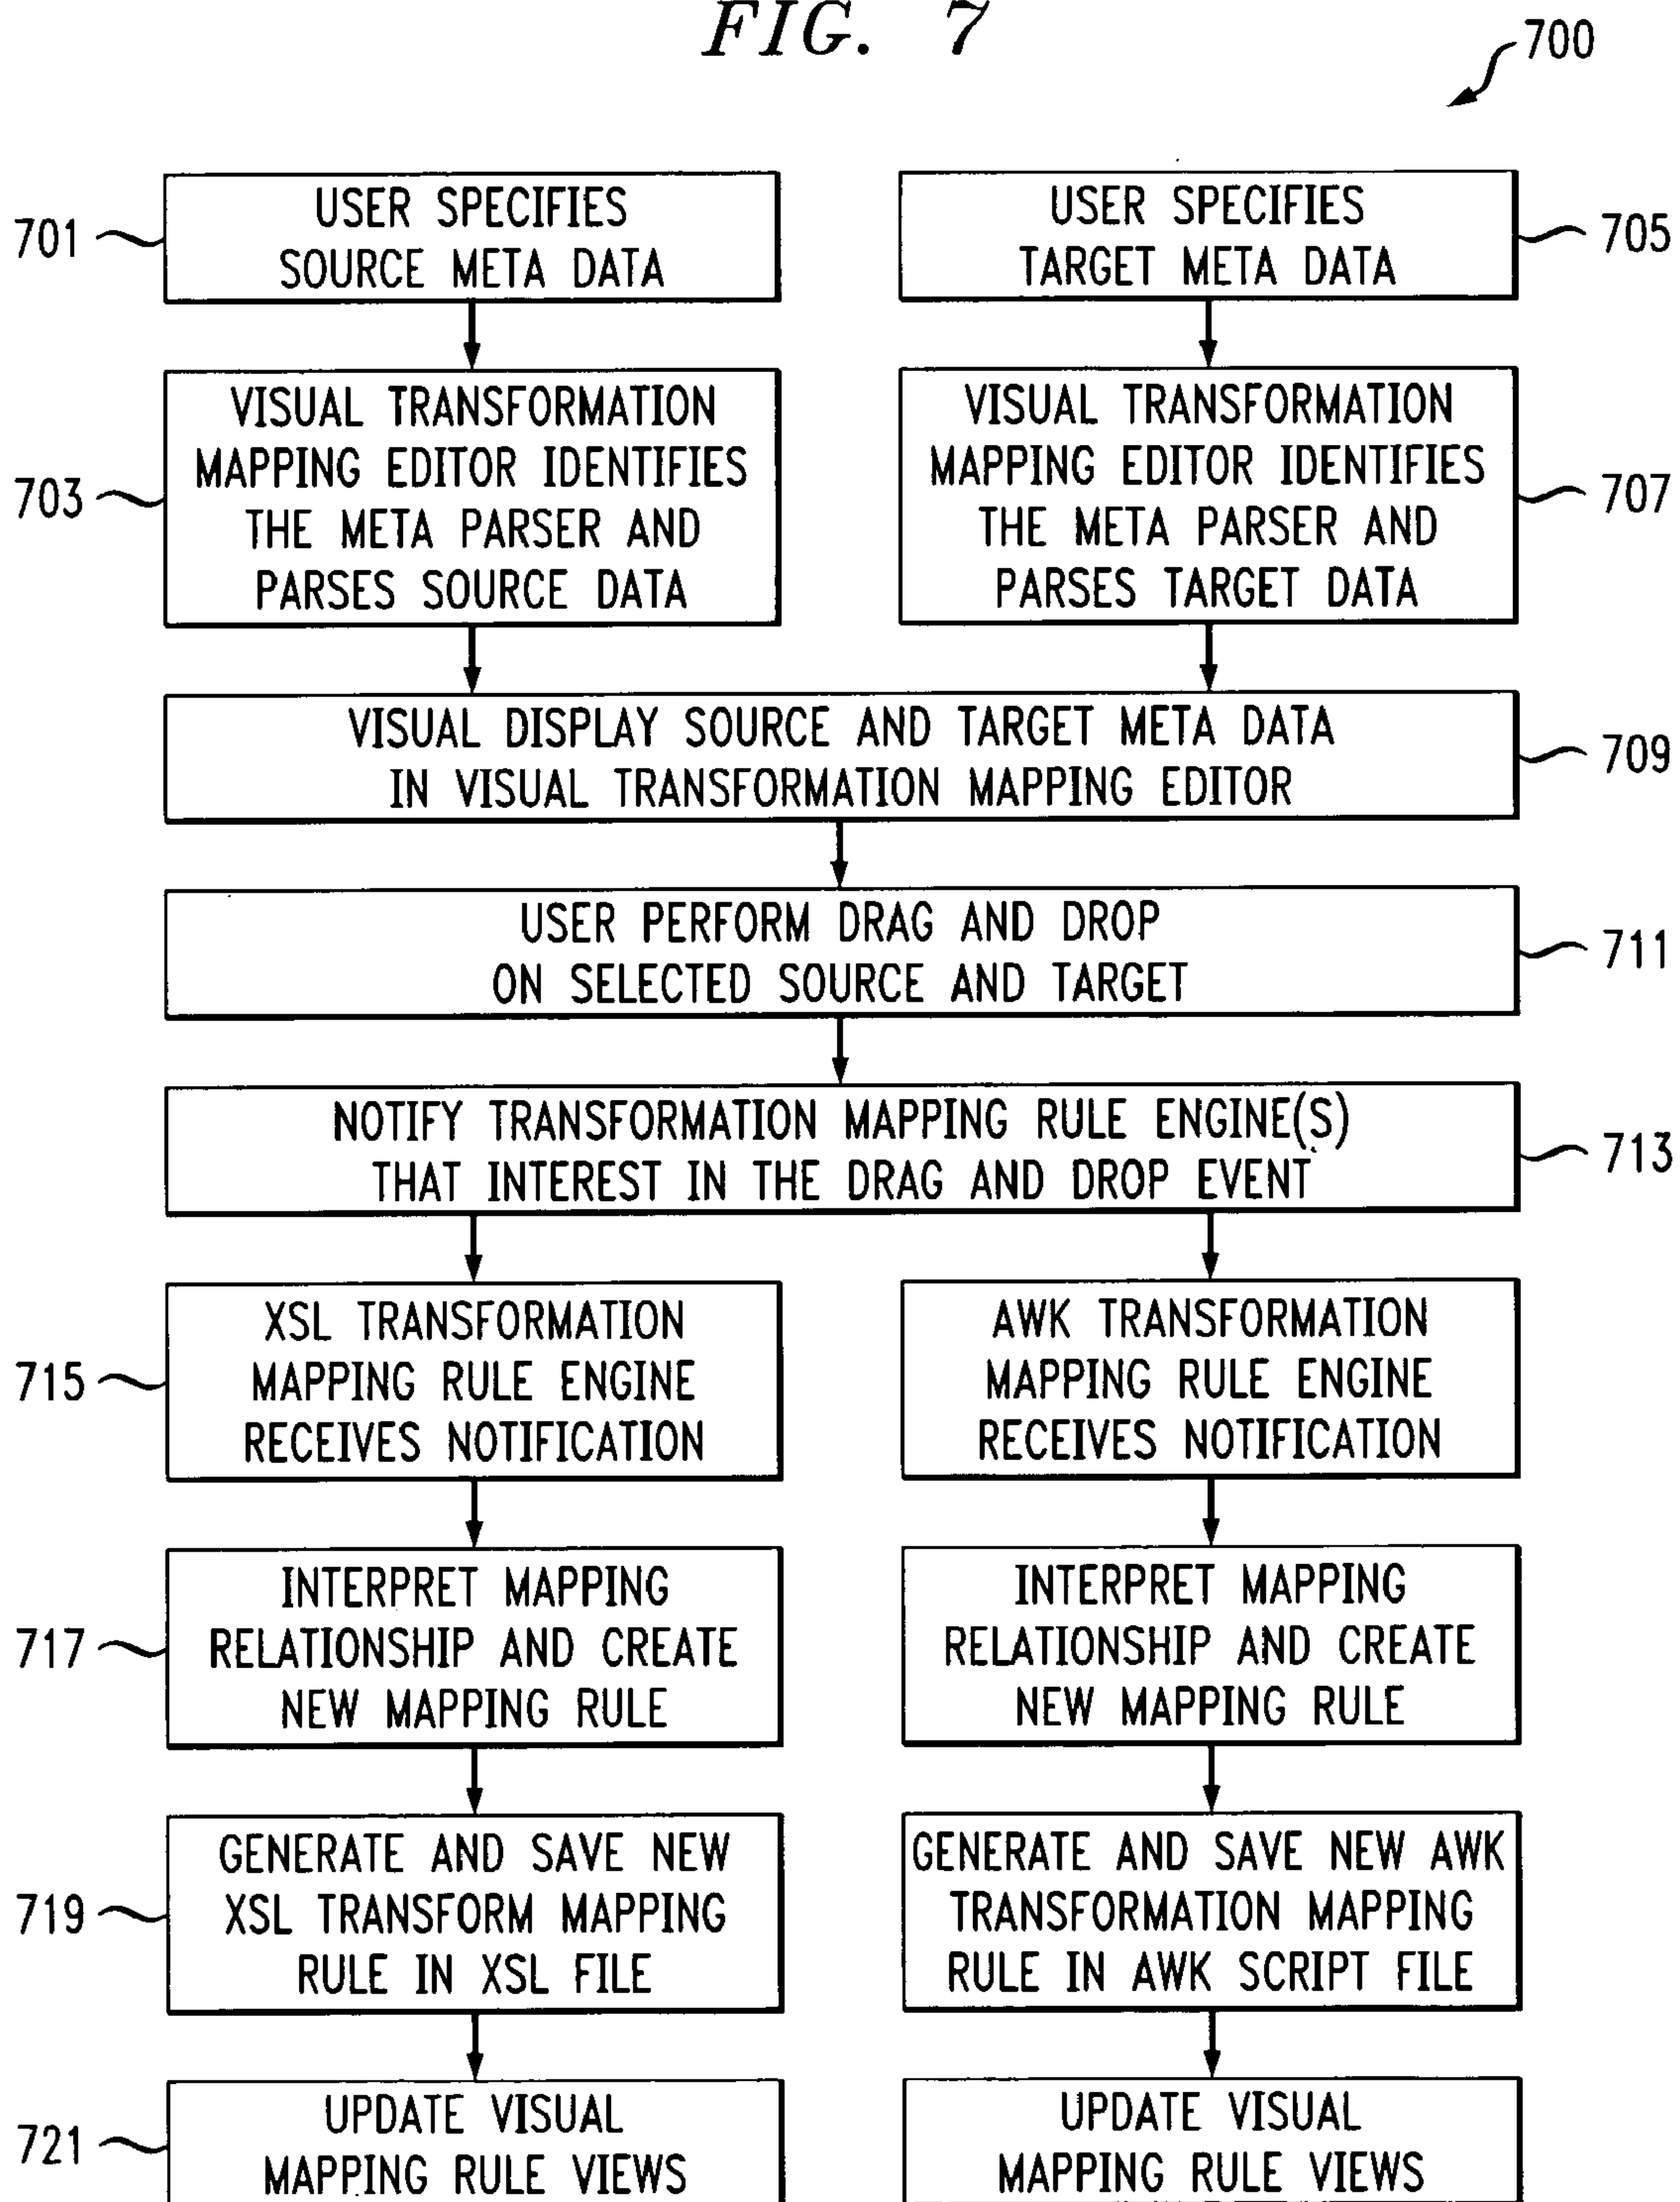 FIG. 7
700
701
USER SPECIFIES
SOURCE META DATA
USER SPECIFIES
TARGET META DATA
705
703
VISUAL TRANSFORMATION
MAPPING EDITOR IDENTIFIES
THE META PARSER AND
PARSES SOURCE DATA
VISUAL TRANSFORMATION
MAPPING EDITOR IDENTIFIES
THE META PARSER AND
PARSES TARGET DATA
707
VISUAL DISPLAY SOURCE AND TARGET META DATA
IN VISUAL TRANSFORMATION MAPPING EDITOR
709
USER PERFORM DRAG AND DROP
ON SELECTED SOURCE AND TARGET
711
NOTIFY TRANSFORMATION MAPPING RULE ENGINE(S)
THAT INTEREST IN THE DRAG AND DROP EVENT
713
715
XSL TRANSFORMATION
MAPPING RULE ENGINE
RECEIVES NOTIFICATION
AWK TRANSFORMATION
MAPPING RULE ENGINE
RECEIVES NOTIFICATION
717
INTERPRET MAPPING
RELATIONSHIP AND CREATE
NEW MAPPING RULE
INTERPRET MAPPING
RELATIONSHIP AND CREATE
NEW MAPPING RULE
719
GENERATE AND SAVE NEW
XSL TRANSFORM MAPPING
RULE IN XSL FILE
GENERATE AND SAVE NEW AWK
TRANSFORMATION MAPPING
RULE IN AWK SCRIPT FILE
721
UPDATE VISUAL
MAPPING RULE VIEWS
UPDATE VISUAL
MAPPING RULE VIEWS